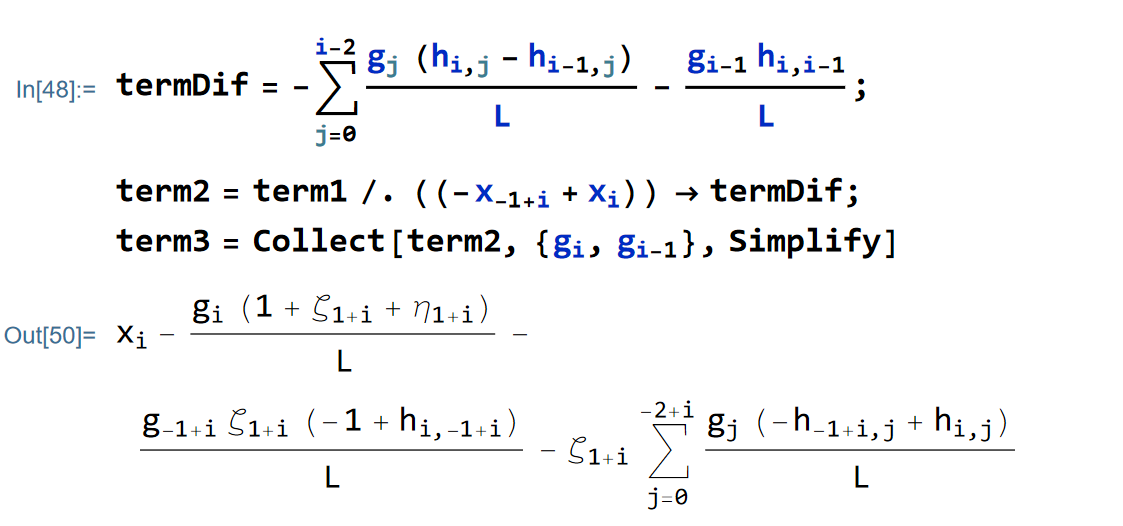 In[48]:= termDif = -∑_{j=0}^{i-2} (g_j (h_{i,j} - h_{i-1,j}))/L - (g_{i-1} h_{i,i-1})/L;
term2 = term1 /. ((-x_{-1+i} + x_i)) → termDif;
term3 = Collect[term2, {g_i, g_{i-1}}, Simplify]
Out[50]= x_i - (g_i (1 + ζ_{1+i} + η_{1+i}))/L -
(g_{-1+i} ζ_{1+i} (-1 + h_{i,-1+i}))/L - ζ_{1+i} ∑_{j=0}^{-2+i} (g_j (-h_{-1+i,j} + h_{i,j}))/L